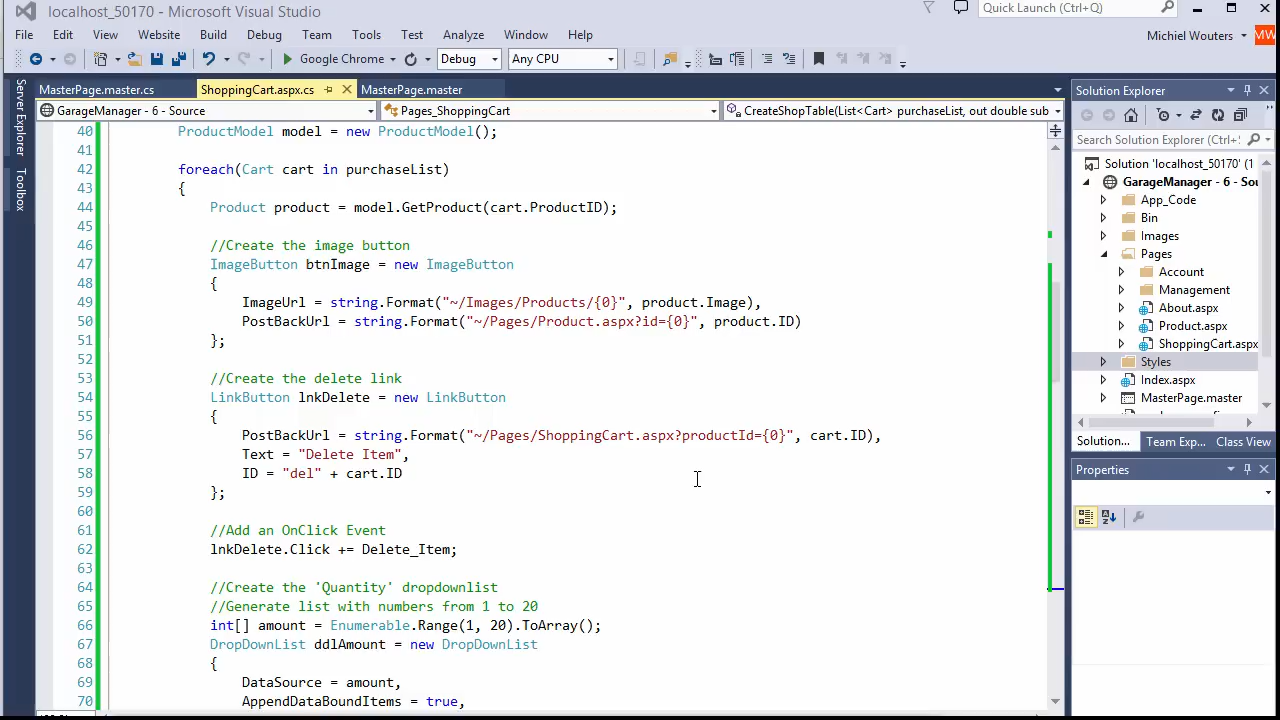 localhost_50170 - Microsoft Visual Studio
Quick Launch (Ctrl+Q)
File Edit View Website Build Debug Team Tools Test Analyze Window Help
Michiel Wouters MW
Google Chrome Debug Any CPU
Server Explorer
Toolbox
MasterPage.master.cs ShoppingCart.aspx.cs MasterPage.master
GarageManager - 6 - Source Pages_ShoppingCart CreateShopTable(List<Cart> purchaseList, out double sub
40 ProductModel model = new ProductModel();
41
42 foreach(Cart cart in purchaseList)
43 {
44 Product product = model.GetProduct(cart.ProductID);
45
46 //Create the image button
47 ImageButton btnImage = new ImageButton
48 {
49 ImageUrl = string.Format("~/Images/Products/{0}", product.Image),
50 PostBackUrl = string.Format("~/Pages/Product.aspx?id={0}", product.ID)
51 };
52
53 //Create the delete link
54 LinkButton lnkDelete = new LinkButton
55 {
56 PostBackUrl = string.Format("~/Pages/ShoppingCart.aspx?productId={0}", cart.ID),
57 Text = "Delete Item",
58 ID = "del" + cart.ID
59 };
60
61 //Add an OnClick Event
62 lnkDelete.Click += Delete_Item;
63
64 //Create the 'Quantity' dropdownlist
65 //Generate list with numbers from 1 to 20
66 int[] amount = Enumerable.Range(1, 20).ToArray();
67 DropDownList ddlAmount = new DropDownList
68 {
69 DataSource = amount,
70 AppendDataBoundItems = true,
Solution Explorer
Search Solution Explorer (Ctrl+
Solution 'localhost_50170' (1
GarageManager - 6 - Sou
App_Code
Bin
Images
Pages
Account
Management
About.aspx
Product.aspx
ShoppingCart.aspx
Styles
Index.aspx
MasterPage.master
Solution... Team Exp... Class View
Properties